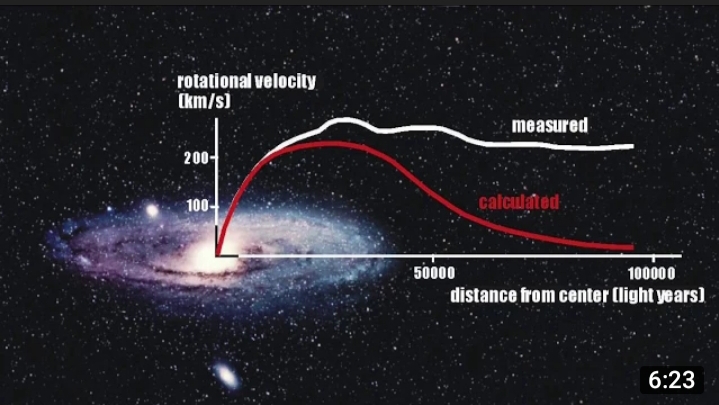 rotational velocity
(km/s)
measured
200
calculated
100
50000
100000
distance from center (light years)
6:23